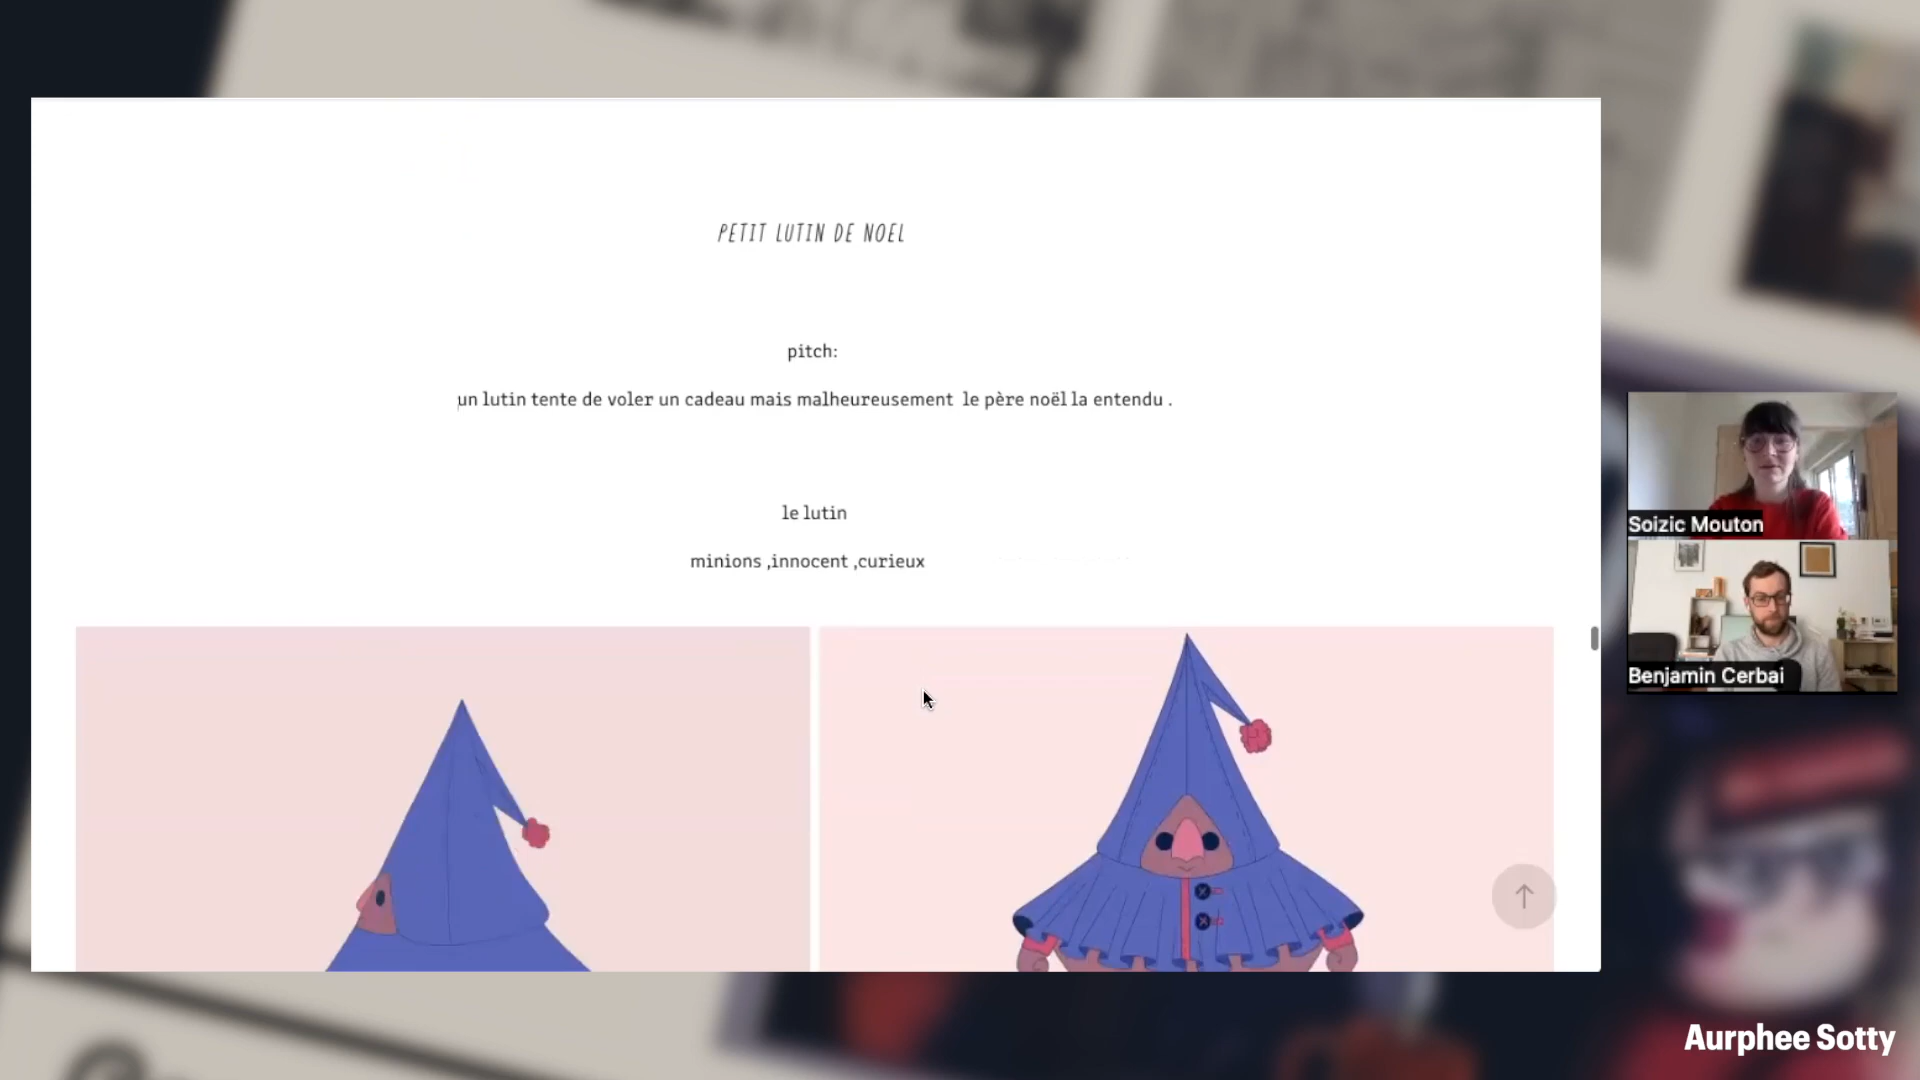 PETIT LUTIN DE NOEL
pitch:
un lutin tente de voler un cadeau mais malheureusement le père noël la entendu .
le lutin
minions ,innocent ,curieux
Soizic Mouton
Benjamin Cerbai
Aurphee Sotty